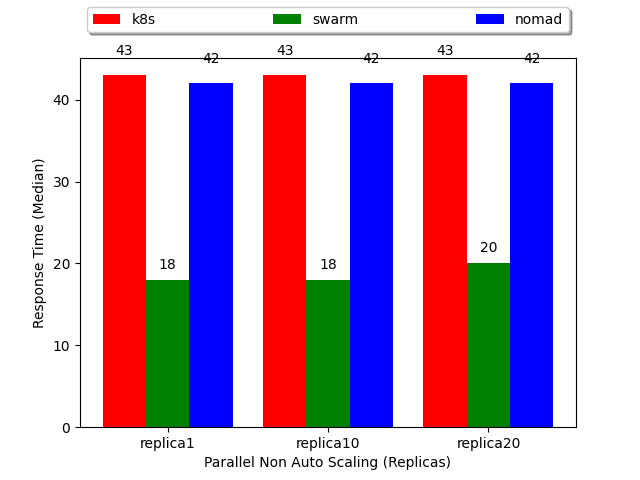 k8s swarm nomad
43 42 43 42 43 42
40
30
20
10
0
18 18 20
Response Time (Median)
replica1 replica10 replica20
Parallel Non Auto Scaling (Replicas)